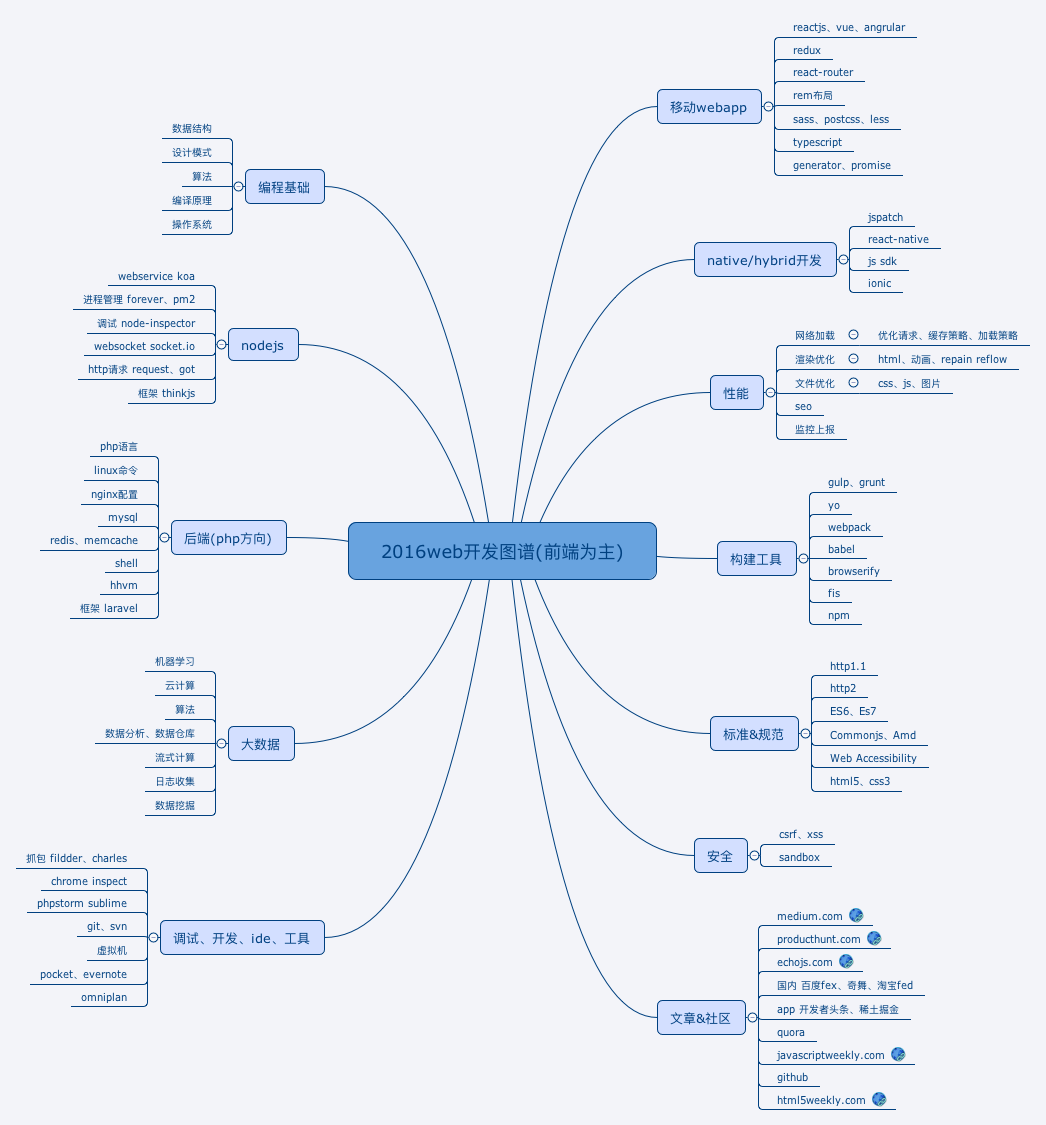 2016web开发图谱(前端为主)
移动webapp
reactjs、vue、angrular
redux
react-router
rem布局
sass、postcss、less
typescript
generator、promise
native/hybrid开发
jspatch
react-native
js sdk
ionic
性能
网络加载 优化请求、缓存策略、加载策略
渲染优化 html、动画、repain reflow
文件优化 css、js、图片
seo
监控上报
构建工具
gulp、grunt
yo
webpack
babel
browserify
fis
npm
标准&规范
http1.1
http2
ES6、Es7
Commonjs、Amd
Web Accessibility
html5、css3
安全
csrf、xss
sandbox
文章&社区
medium.com
producthunt.com
echojs.com
国内 百度fex、奇舞、淘宝fed
app 开发者头条、稀土掘金
quora
javascriptweekly.com
github
html5weekly.com
编程基础
数据结构
设计模式
算法
编译原理
操作系统
nodejs
webservice koa
进程管理 forever、pm2
调试 node-inspector
websocket socket.io
http请求 request、got
框架 thinkjs
后端(php方向)
php语言
linux命令
nginx配置
mysql
redis、memcache
shell
hhvm
框架 laravel
大数据
机器学习
云计算
算法
数据分析、数据仓库
流式计算
日志收集
数据挖掘
调试、开发、ide、工具
抓包 fildder、charles
chrome inspect
phpstorm sublime
git、svn
虚拟机
pocket、evernote
omniplan